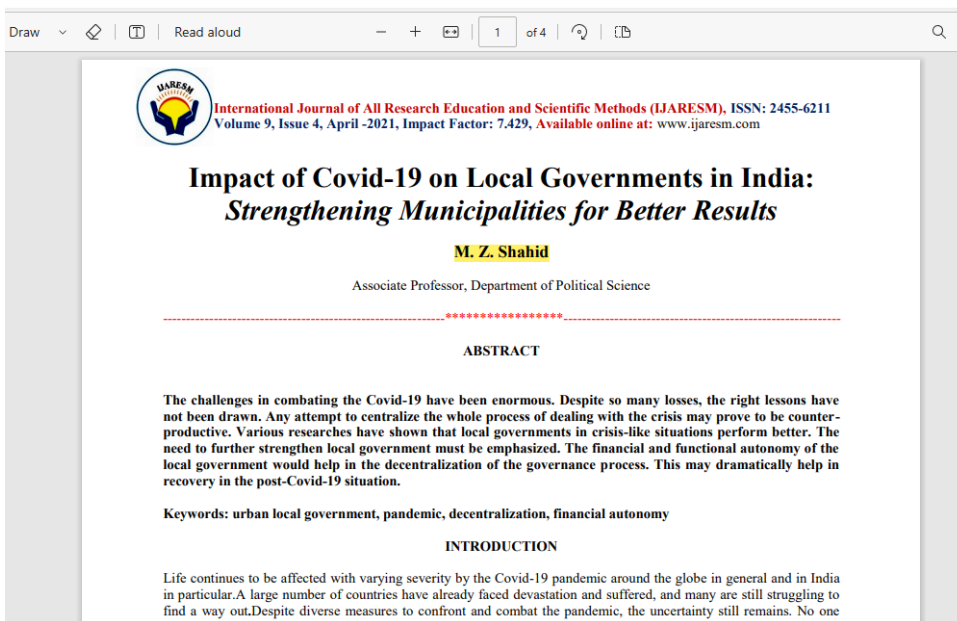 Draw Read aloud 1 of 4
IJARESM
International Journal of All Research Education and Scientific Methods (IJARESM), ISSN: 2455-6211
Volume 9, Issue 4, April -2021, Impact Factor: 7.429, Available online at: www.ijaresm.com
Impact of Covid-19 on Local Governments in India:
Strengthening Municipalities for Better Results
M. Z. Shahid
Associate Professor, Department of Political Science
*****************
ABSTRACT
The challenges in combating the Covid-19 have been enormous. Despite so many losses, the right lessons have
not been drawn. Any attempt to centralize the whole process of dealing with the crisis may prove to be counter-
productive. Various researches have shown that local governments in crisis-like situations perform better. The
need to further strengthen local government must be emphasized. The financial and functional autonomy of the
local government would help in the decentralization of the governance process. This may dramatically help in
recovery in the post-Covid-19 situation.
Keywords: urban local government, pandemic, decentralization, financial autonomy
INTRODUCTION
Life continues to be affected with varying severity by the Covid-19 pandemic around the globe in general and in India
in particular.A large number of countries have already faced devastation and suffered, and many are still struggling to
find a way out.Despite diverse measures to confront and combat the pandemic, the uncertainty still remains. No one